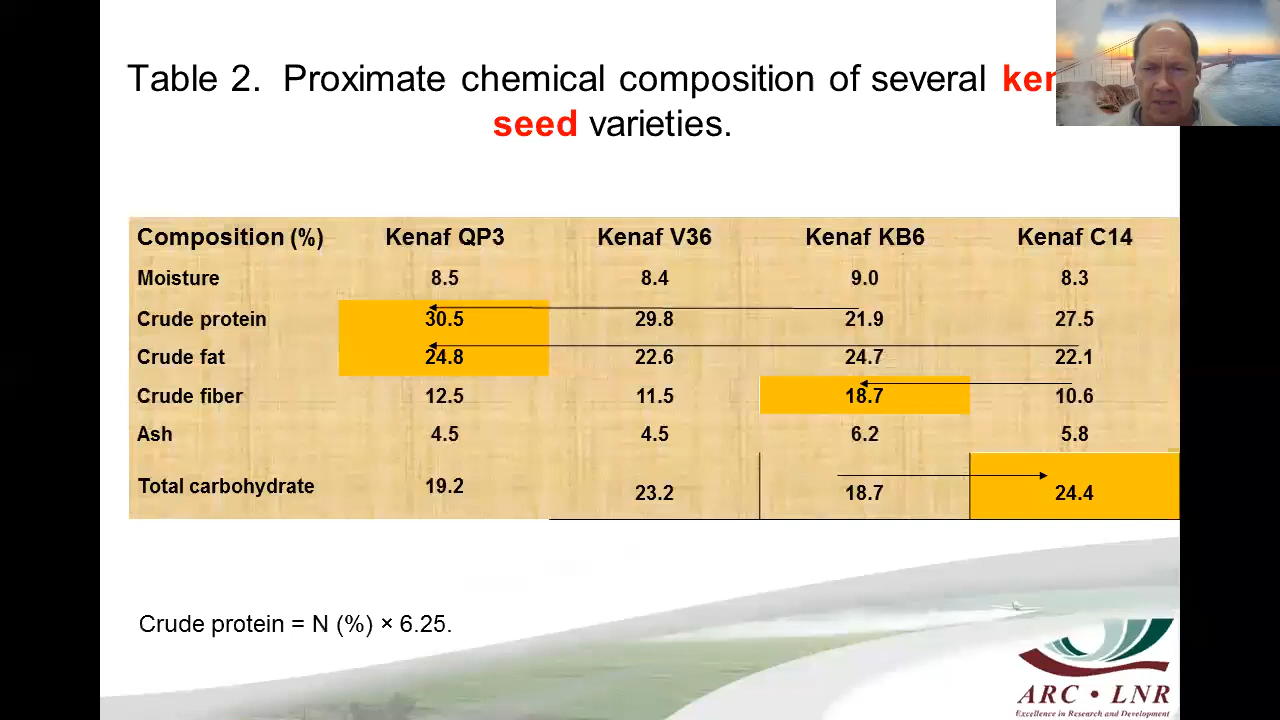 Table 2. Proximate chemical composition of several
seed varieties.
Composition (%) Kenaf QP3 Kenaf V36 Kenaf KB6 Kenaf C14
Moisture 8.5 8.4 9.0 8.3
Crude protein 30.5 29.8 21.9 27.5
Crude fat 24.8 22.6 24.7 22.1
Crude fiber 12.5 11.5 18.7 10.6
Ash 4.5 4.5 6.2 5.8
Total carbohydrate 19.2 23.2 18.7 24.4
Crude protein = N (%) × 6.25.
ARC • LNR
Excellence in Research and Development